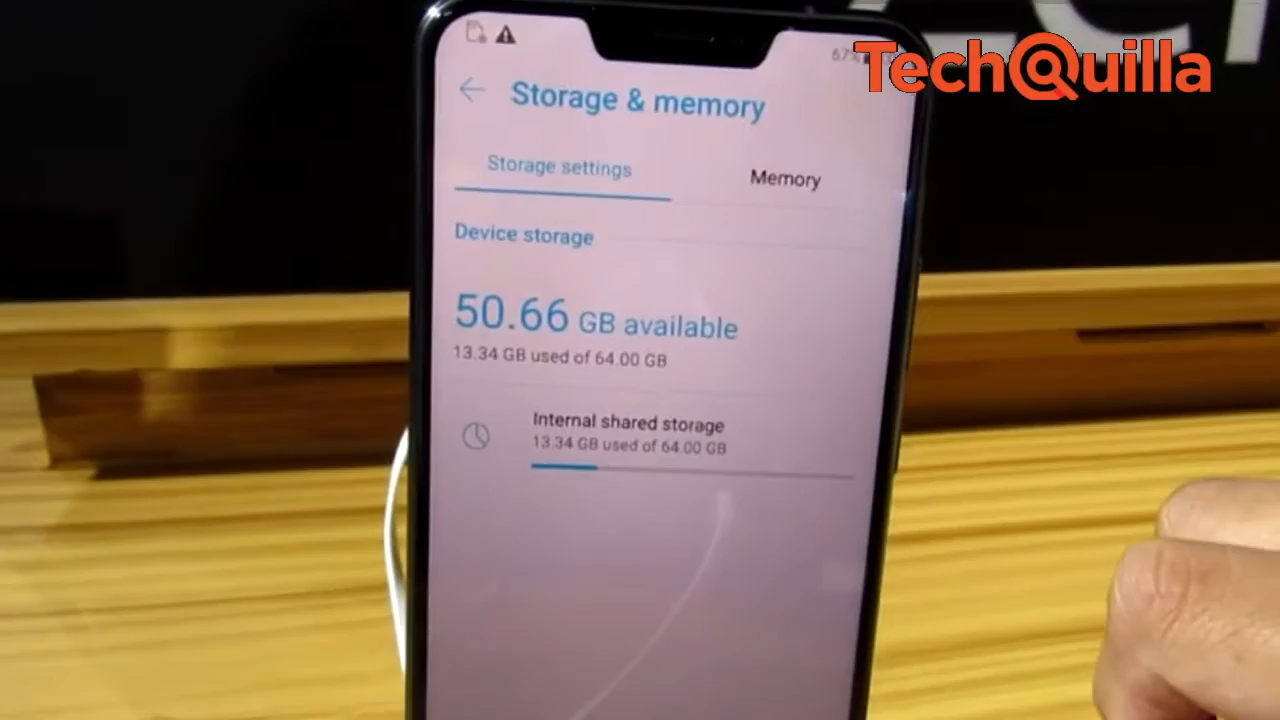 67%
TechQuilla
Storage & memory
Storage settings
Memory
Device storage
50.66 GB available
13.34 GB used of 64.00 GB
Internal shared storage
13.34 GB used of 64.00 GB